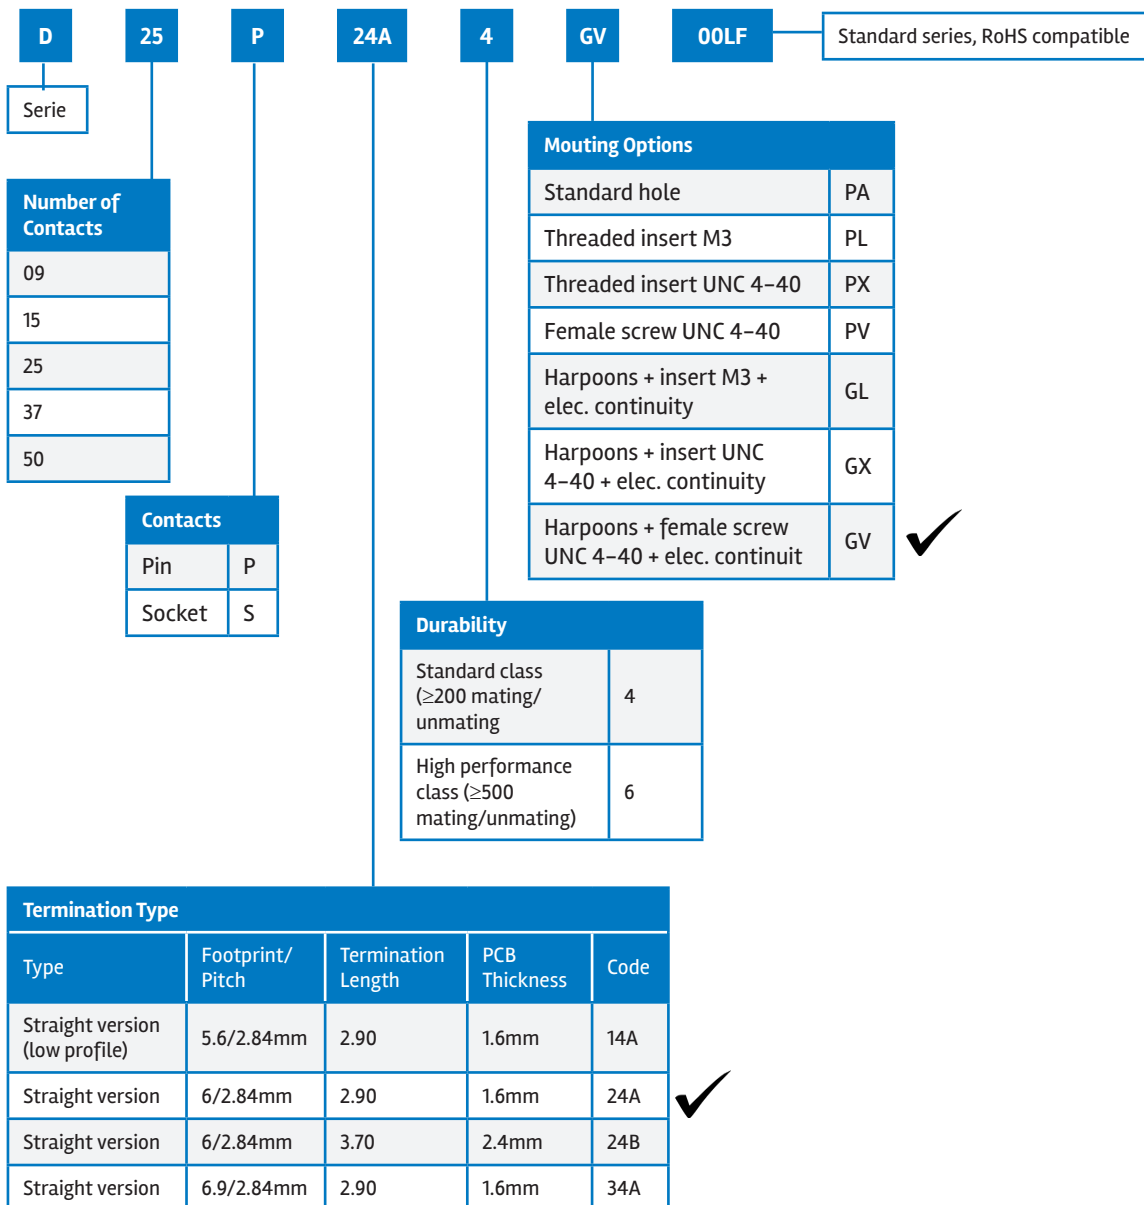 D 25 P 24A 4 GV 00LF Standard series, RoHS compatible
Serie
Number of
Contacts
09
15
25
37
50
Contacts
Pin P
Socket S
Mouting Options
Standard hole PA
Threaded insert M3 PL
Threaded insert UNC 4–40 PX
Female screw UNC 4–40 PV
Harpoons + insert M3 +
elec. continuity GL
Harpoons + insert UNC
4–40 + elec. continuity GX
Harpoons + female screw
UNC 4–40 + elec. continuit GV
Durability
Standard class
(≥200 mating/
unmating 4
High performance
class (≥500
mating/unmating) 6
Termination Type
Type Footprint/
Pitch Termination
Length PCB
Thickness Code
Straight version
(low profile) 5.6/2.84mm 2.90 1.6mm 14A
Straight version 6/2.84mm 2.90 1.6mm 24A
Straight version 6/2.84mm 3.70 2.4mm 24B
Straight version 6.9/2.84mm 2.90 1.6mm 34A